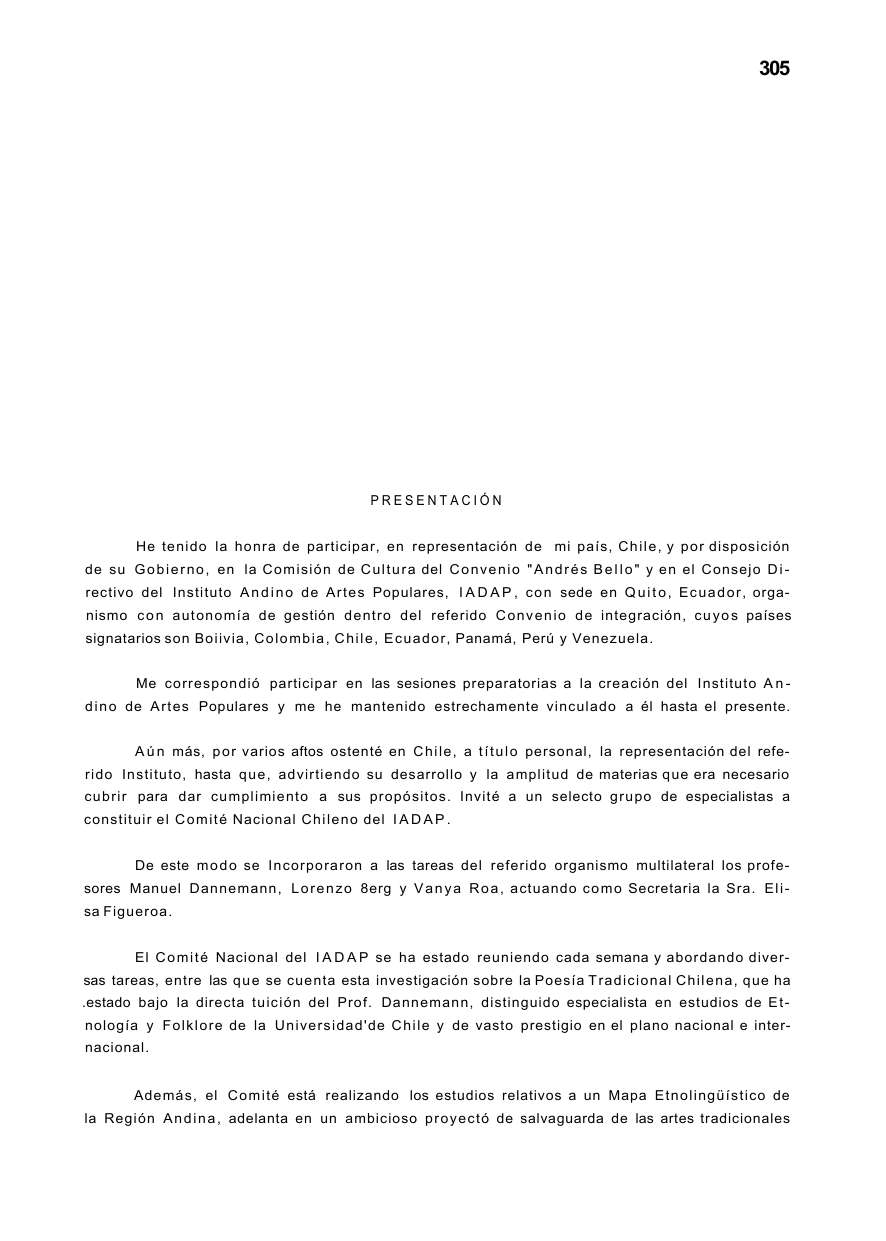 305
PRESENTACIÓN
He tenido la honra de participar, en representación de mi país, Chile, y por disposición
de su Gobierno, en la Comisión de Cultura del Convenio "Andrés Bello" y en el Consejo Di-
rectivo del Instituto Andino de Artes Populares, IADAP, con sede en Quito, Ecuador, orga-
nismo con autonomía de gestión dentro del referido Convenio de integración, cuyos países
signatarios son Boiivia, Colombia, Chile, Ecuador, Panamá, Perú y Venezuela.
Me correspondió participar en las sesiones preparatorias a la creación del Instituto An-
dino de Artes Populares y me he mantenido estrechamente vinculado a él hasta el presente.
Aún más, por varios aftos ostenté en Chile, a título personal, la representación del refe-
rido Instituto, hasta que, advirtiendo su desarrollo y la amplitud de materias que era necesario
cubrir para dar cumplimiento a sus propósitos. Invité a un selecto grupo de especialistas a
constituir el Comité Nacional Chileno del IADAP.
De este modo se Incorporaron a las tareas del referido organismo multilateral los profe-
sores Manuel Dannemann, Lorenzo 8erg y Vanya Roa, actuando como Secretaria la Sra. Eli-
sa Figueroa.
El Comité Nacional del IADAP se ha estado reuniendo cada semana y abordando diver-
sas tareas, entre las que se cuenta esta investigación sobre la Poesía Tradicional Chilena, que ha
.estado bajo la directa tuición del Prof. Dannemann, distinguido especialista en estudios de Et-
nología y Folklore de la Universidad'de Chile y de vasto prestigio en el plano nacional e inter-
nacional.
Además, el Comité está realizando los estudios relativos a un Mapa Etnolingüístico de
la Región Andina, adelanta en un ambicioso proyectó de salvaguarda de las artes tradicionales